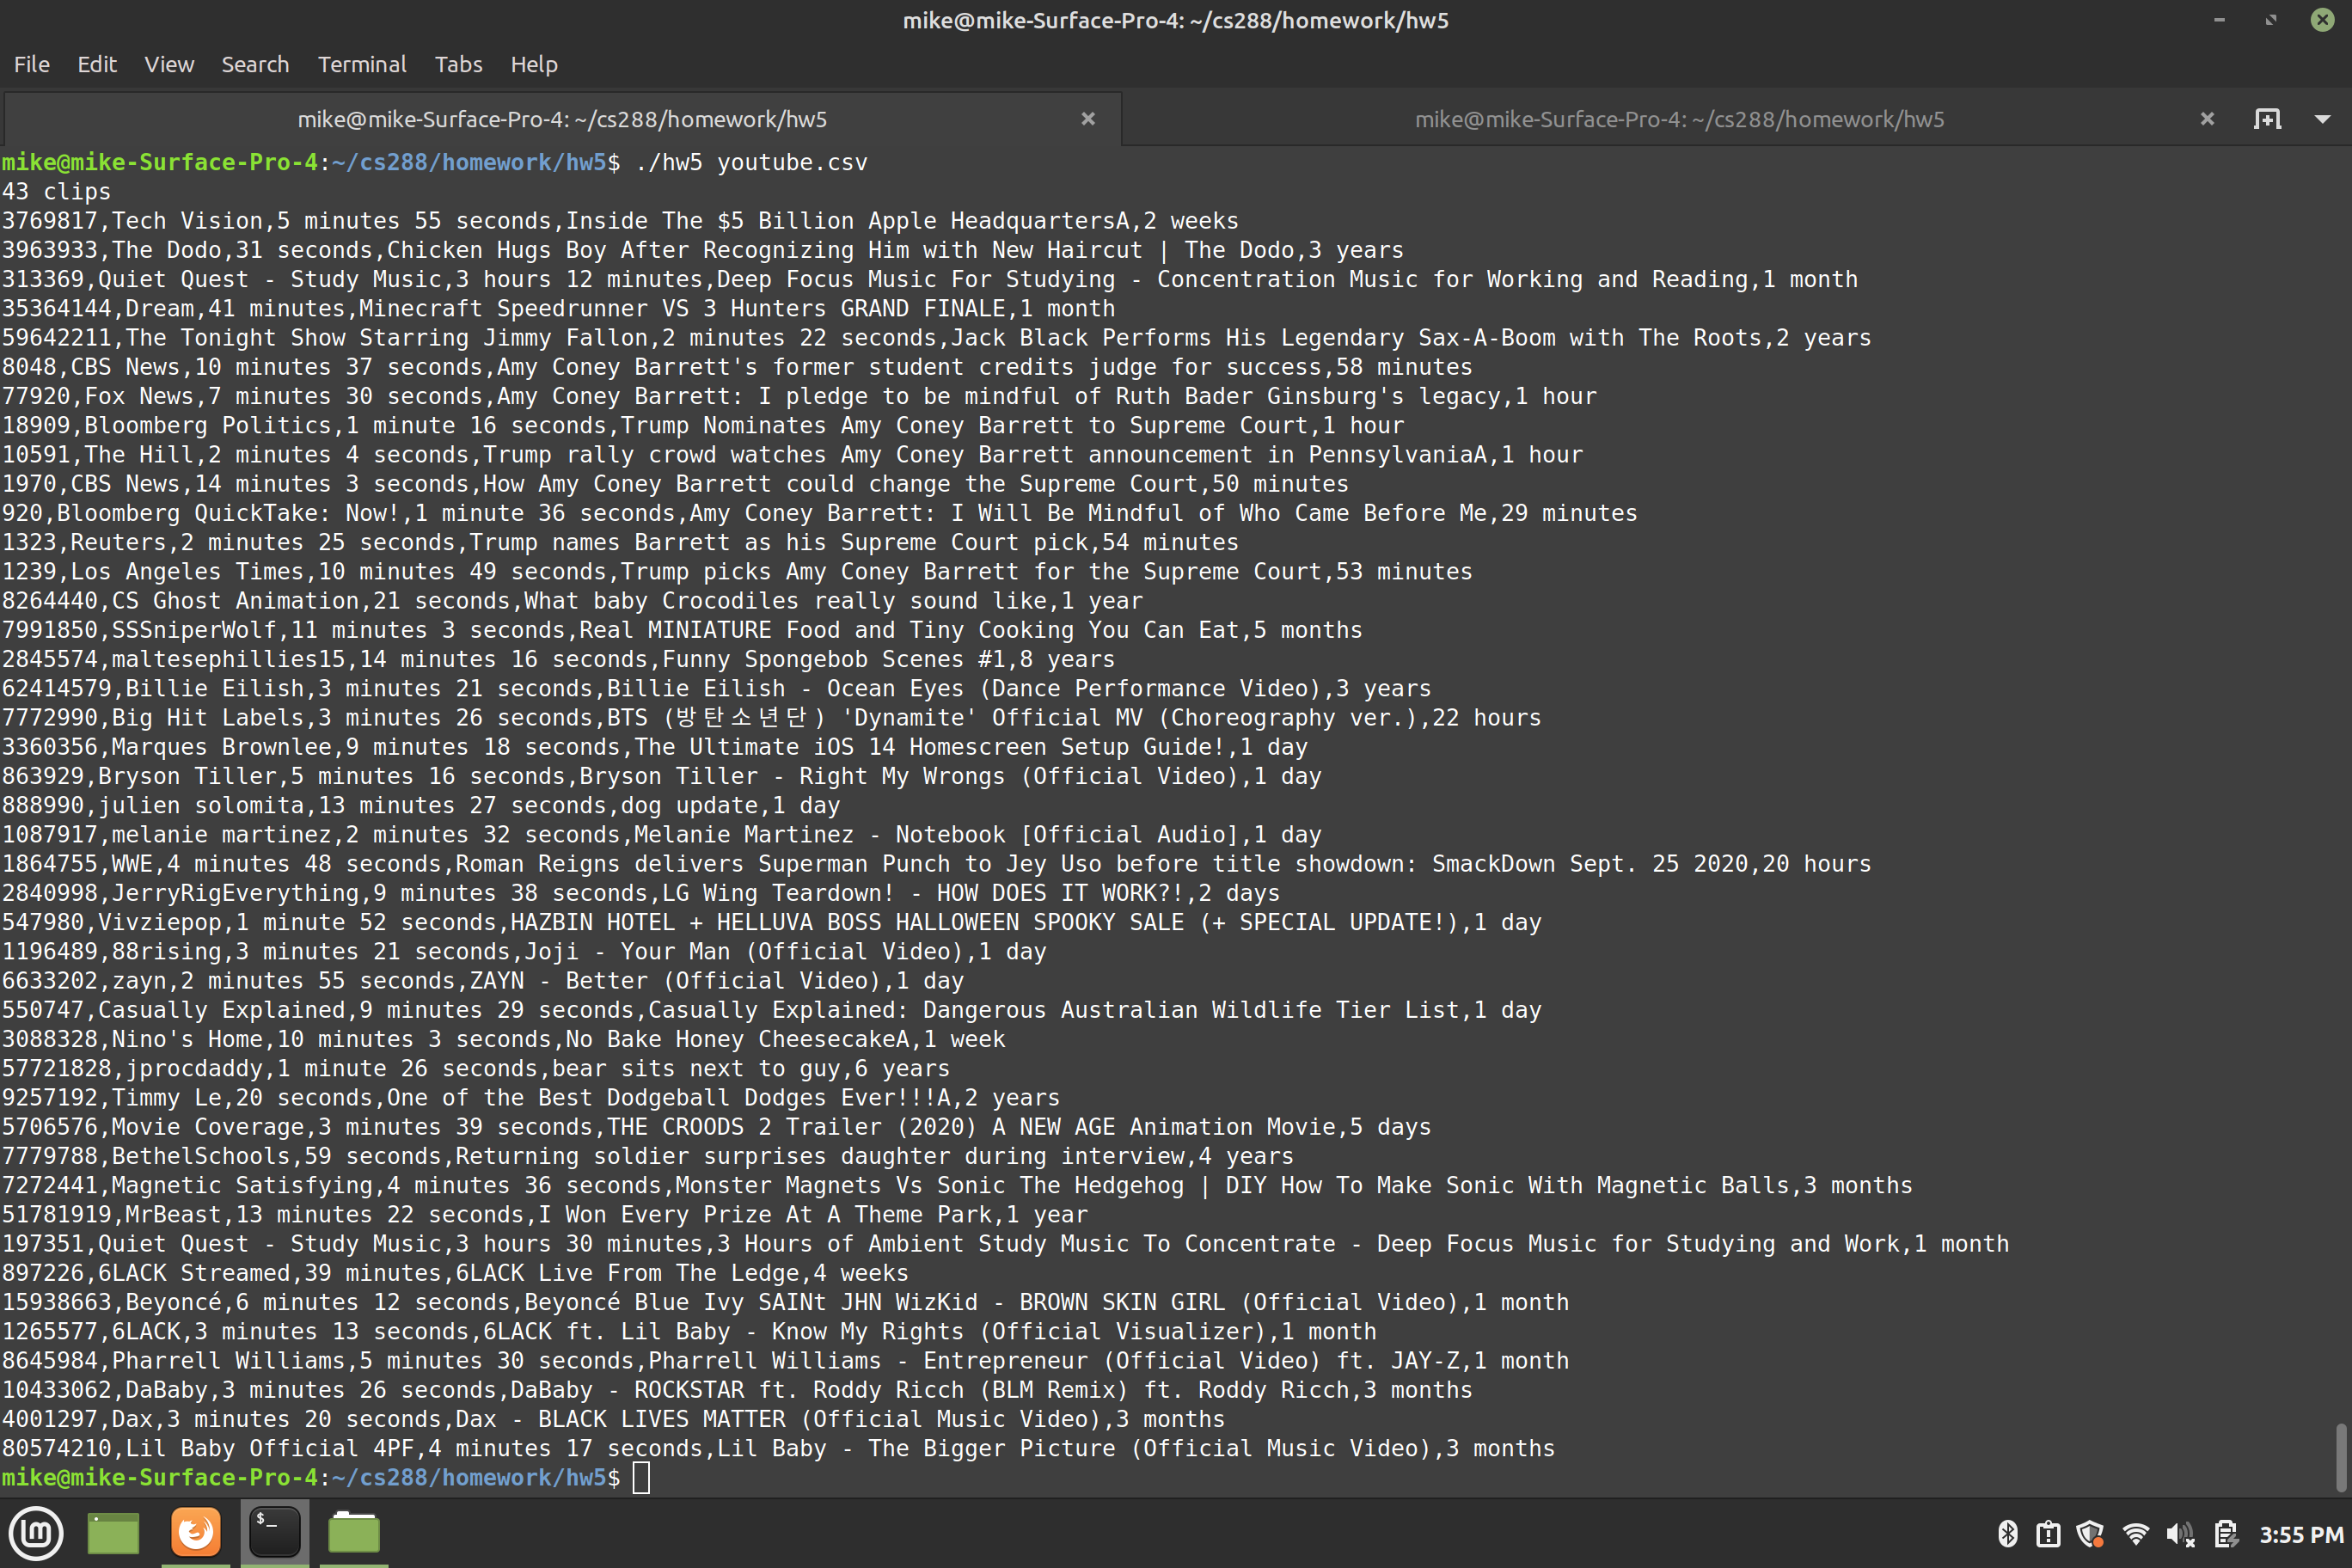 mike@mike-Surface-Pro-4: ~/cs288/homework/hw5
File Edit View Search Terminal Tabs Help
mike@mike-Surface-Pro-4: ~/cs288/homework/hw5 mike@mike-Surface-Pro-4: ~/cs288/homework/hw5
mike@mike-Surface-Pro-4:~/cs288/homework/hw5$ ./hw5 youtube.csv
43 clips
3769817,Tech Vision,5 minutes 55 seconds,Inside The $5 Billion Apple HeadquartersA,2 weeks
3963933,The Dodo,31 seconds,Chicken Hugs Boy After Recognizing Him with New Haircut | The Dodo,3 years
313369,Quiet Quest - Study Music,3 hours 12 minutes,Deep Focus Music For Studying - Concentration Music for Working and Reading,1 month
35364144,Dream,41 minutes,Minecraft Speedrunner VS 3 Hunters GRAND FINALE,1 month
59642211,The Tonight Show Starring Jimmy Fallon,2 minutes 22 seconds,Jack Black Performs His Legendary Sax-A-Boom with The Roots,2 years
8048,CBS News,10 minutes 37 seconds,Amy Coney Barrett's former student credits judge for success,58 minutes
77920,Fox News,7 minutes 30 seconds,Amy Coney Barrett: I pledge to be mindful of Ruth Bader Ginsburg's legacy,1 hour
18909,Bloomberg Politics,1 minute 16 seconds,Trump Nominates Amy Coney Barrett to Supreme Court,1 hour
10591,The Hill,2 minutes 4 seconds,Trump rally crowd watches Amy Coney Barrett announcement in PennsylvaniaA,1 hour
1970,CBS News,14 minutes 3 seconds,How Amy Coney Barrett could change the Supreme Court,50 minutes
920,Bloomberg QuickTake: Now!,1 minute 36 seconds,Amy Coney Barrett: I Will Be Mindful of Who Came Before Me,29 minutes
1323,Reuters,2 minutes 25 seconds,Trump names Barrett as his Supreme Court pick,54 minutes
1239,Los Angeles Times,10 minutes 49 seconds,Trump picks Amy Coney Barrett for the Supreme Court,53 minutes
8264440,CS Ghost Animation,21 seconds,What baby Crocodiles really sound like,1 year
7991850,SSSniperWolf,11 minutes 3 seconds,Real MINIATURE Food and Tiny Cooking You Can Eat,5 months
2845574,maltesephillies15,14 minutes 16 seconds,Funny Spongebob Scenes #1,8 years
62414579,Billie Eilish,3 minutes 21 seconds,Billie Eilish - Ocean Eyes (Dance Performance Video),3 years
7772990,Big Hit Labels,3 minutes 26 seconds,BTS (방탄소년단) 'Dynamite' Official MV (Choreography ver.),22 hours
3360356,Marques Brownlee,9 minutes 18 seconds,The Ultimate iOS 14 Homescreen Setup Guide!,1 day
863929,Bryson Tiller,5 minutes 16 seconds,Bryson Tiller - Right My Wrongs (Official Video),1 day
888990,julien solomita,13 minutes 27 seconds,dog update,1 day
1087917,melanie martinez,2 minutes 32 seconds,Melanie Martinez - Notebook [Official Audio],1 day
1864755,WWE,4 minutes 48 seconds,Roman Reigns delivers Superman Punch to Jey Uso before title showdown: SmackDown Sept. 25 2020,20 hours
2840998,JerryRigEverything,9 minutes 38 seconds,LG Wing Teardown! - HOW DOES IT WORK?!,2 days
547980,Vivziepop,1 minute 52 seconds,HAZBIN HOTEL + HELLUVA BOSS HALLOWEEN SPOOKY SALE (+ SPECIAL UPDATE!),1 day
1196489,88rising,3 minutes 21 seconds,Joji - Your Man (Official Video),1 day
6633202,zayn,2 minutes 55 seconds,ZAYN - Better (Official Video),1 day
550747,Casually Explained,9 minutes 29 seconds,Casually Explained: Dangerous Australian Wildlife Tier List,1 day
3088328,Nino's Home,10 minutes 3 seconds,No Bake Honey CheesecakeA,1 week
57721828,jprocdaddy,1 minute 26 seconds,bear sits next to guy,6 years
9257192,Timmy Le,20 seconds,One of the Best Dodgeball Dodges Ever!!!A,2 years
5706576,Movie Coverage,3 minutes 39 seconds,THE CROODS 2 Trailer (2020) A NEW AGE Animation Movie,5 days
7779788,BethelSchools,59 seconds,Returning soldier surprises daughter during interview,4 years
7272441,Magnetic Satisfying,4 minutes 36 seconds,Monster Magnets Vs Sonic The Hedgehog | DIY How To Make Sonic With Magnetic Balls,3 months
51781919,MrBeast,13 minutes 22 seconds,I Won Every Prize At A Theme Park,1 year
197351,Quiet Quest - Study Music,3 hours 30 minutes,3 Hours of Ambient Study Music To Concentrate - Deep Focus Music for Studying and Work,1 month
897226,6LACK Streamed,39 minutes,6LACK Live From The Ledge,4 weeks
15938663,Beyoncé,6 minutes 12 seconds,Beyoncé Blue Ivy SAINt JHN WizKid - BROWN SKIN GIRL (Official Video),1 month
1265577,6LACK,3 minutes 13 seconds,6LACK ft. Lil Baby - Know My Rights (Official Visualizer),1 month
8645984,Pharrell Williams,5 minutes 30 seconds,Pharrell Williams - Entrepreneur (Official Video) ft. JAY-Z,1 month
10433062,DaBaby,3 minutes 26 seconds,DaBaby - ROCKSTAR ft. Roddy Ricch (BLM Remix) ft. Roddy Ricch,3 months
4001297,Dax,3 minutes 20 seconds,Dax - BLACK LIVES MATTER (Official Music Video),3 months
80574210,Lil Baby Official 4PF,4 minutes 17 seconds,Lil Baby - The Bigger Picture (Official Music Video),3 months
mike@mike-Surface-Pro-4:~/cs288/homework/hw5$
$_
3:55 PM